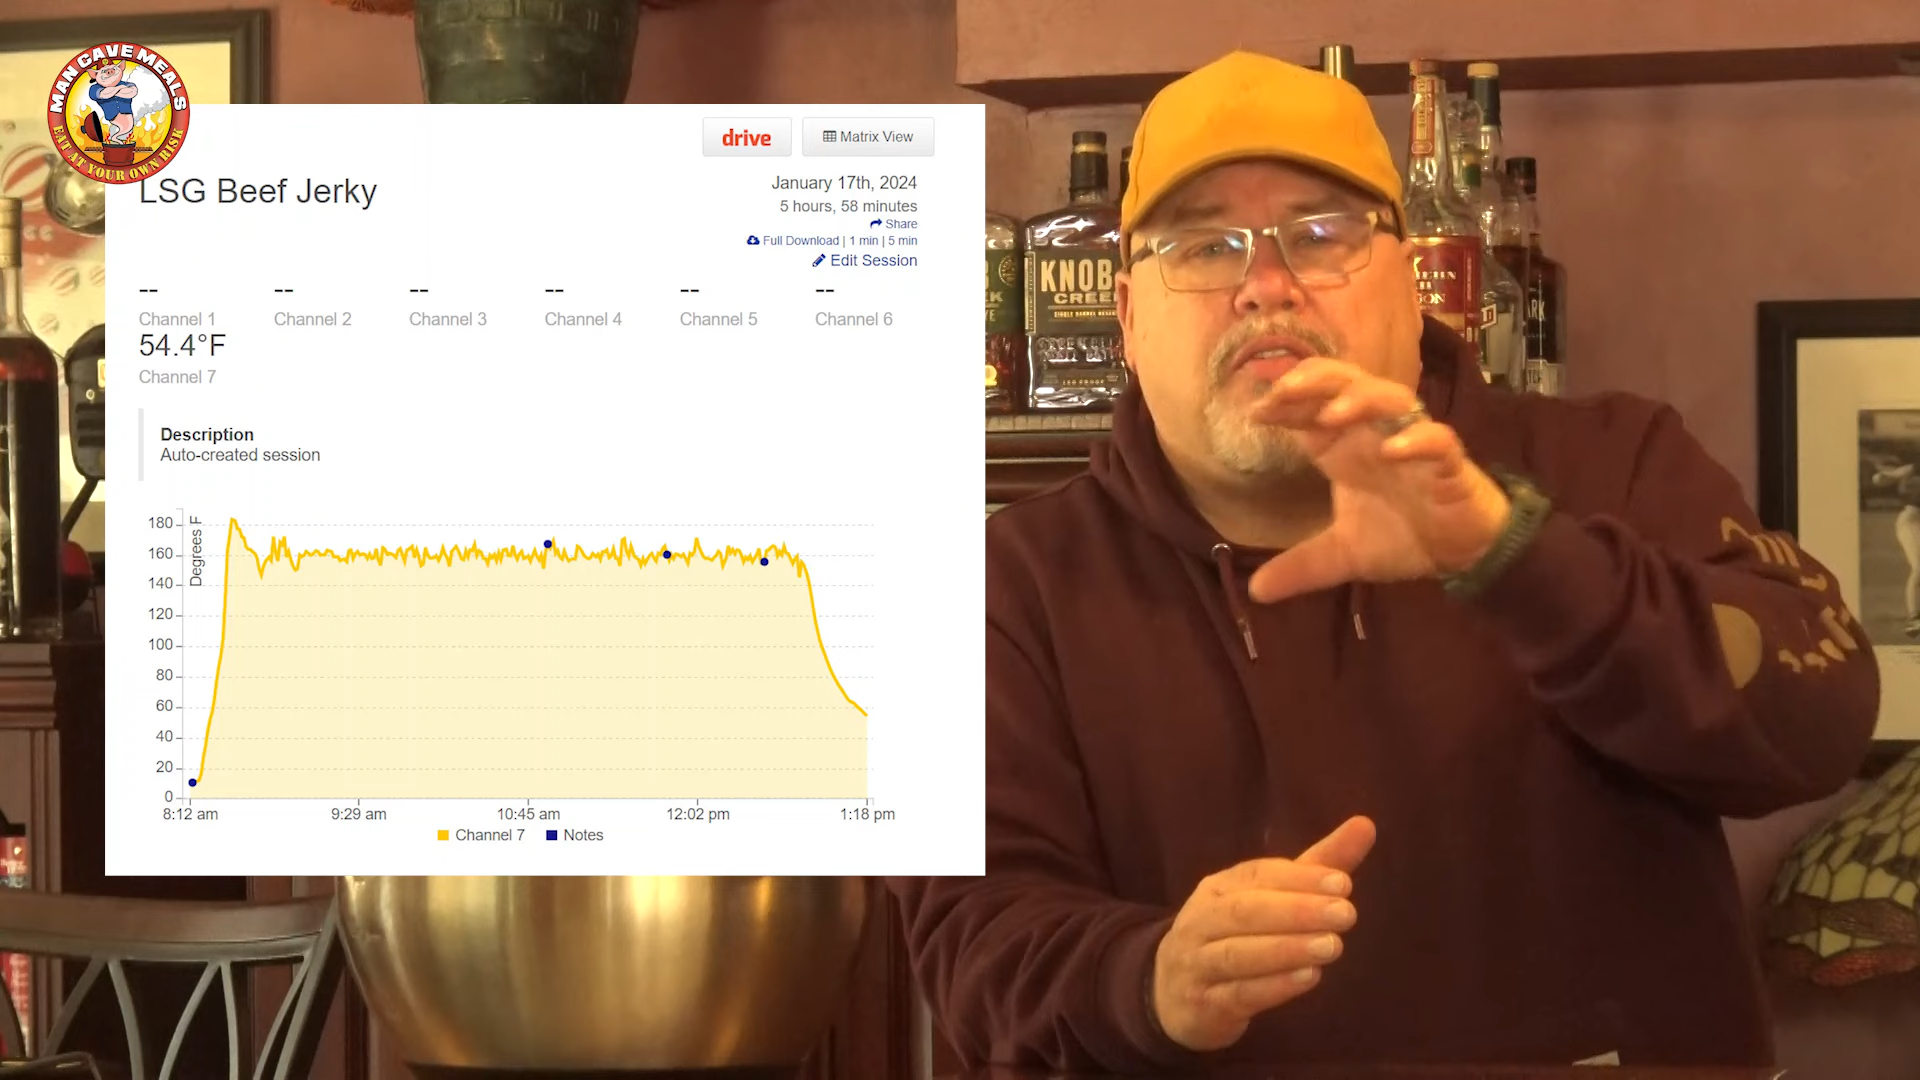 MAN CAVE MEALS
EAT AT YOUR OWN RISK
drive
Matrix View
LSG Beef Jerky
January 17th, 2024
5 hours, 58 minutes
Share
Full Download | 1 min | 5 min
Edit Session
-- -- -- -- -- --
Channel 1 Channel 2 Channel 3 Channel 4 Channel 5 Channel 6
54.4°F
Channel 7
Description
Auto-created session
Degrees F
180
160
140
120
100
80
60
40
20
0
8:12 am 9:29 am 10:45 am 12:02 pm 1:18 pm
Channel 7 Notes
KNOB
CREEK